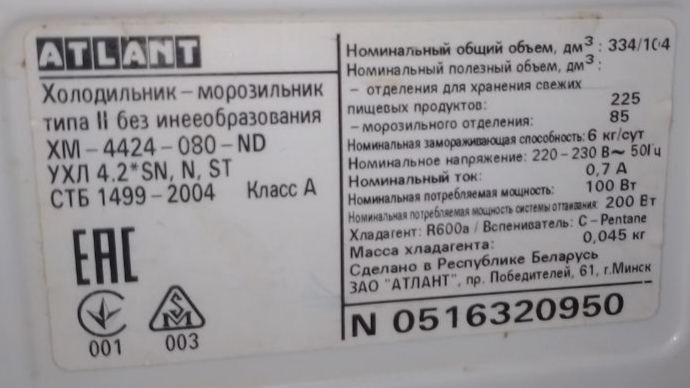 ATLANT
Холодильник – морозильник
типа II без инееобразования
ХМ – 4424 – 080 – ND
УХЛ 4.2*SN, N, ST
СТБ 1499 – 2004 Класс А
ЕАС
001
003
Номинальный общий объем, дм³ : 334/104
Номинальный полезный объем, дм³ :
– отделения для хранения свежих
пищевых продуктов: 225
– морозильного отделения: 85
Номинальная замораживающая способность: 6 кг/сут
Номинальное напряжение: 220 – 230 В~ 50Гц
Номинальный ток: 0,7 А
Номинальная потребляемая мощность 100 Вт
Номинальная потребляемая мощность системы оттаивания: 200 Вт
Хладагент: R600a / Вспениватель: C – Pentane
Масса хладагента: 0,045 кг
Сделано в Республике Беларусь
ЗАО "АТЛАНТ", пр. Победителей, 61, г.Минск
N 0516320950